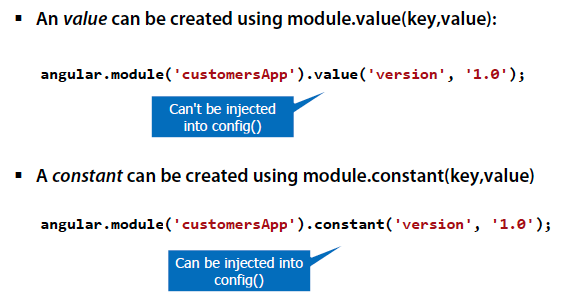 ▪ An value can be created using module.value(key,value):
angular.module('customersApp').value('version', '1.0');
Can't be injected
into config()
▪ A constant can be created using module.constant(key,value)
angular.module('customersApp').constant('version', '1.0');
Can be injected into
config()